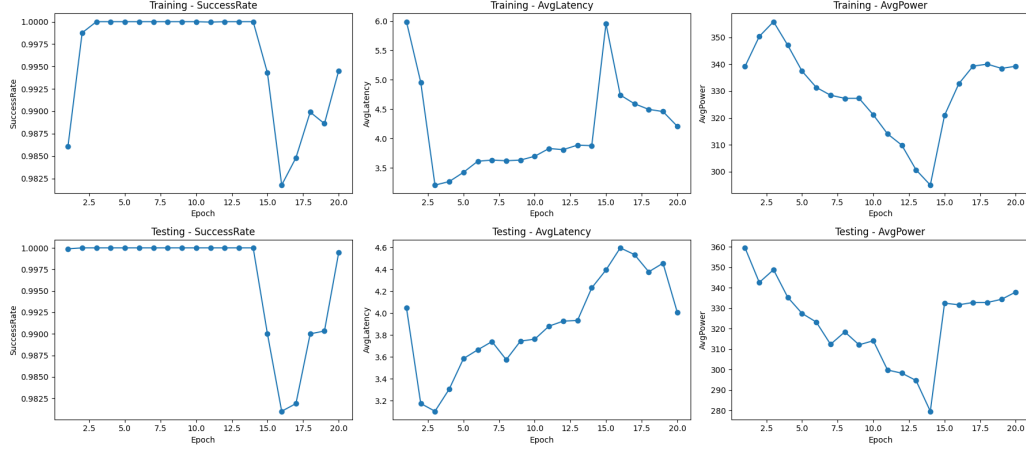 Training - SuccessRate
SuccessRate
1.0000
0.9975
0.9950
0.9925
0.9900
0.9875
0.9850
0.9825
2.5 5.0 7.5 10.0 12.5 15.0 17.5 20.0
Epoch
Training - AvgLatency
AvgLatency
6.0
5.5
5.0
4.5
4.0
3.5
2.5 5.0 7.5 10.0 12.5 15.0 17.5 20.0
Epoch
Training - AvgPower
AvgPower
350
340
330
320
310
300
2.5 5.0 7.5 10.0 12.5 15.0 17.5 20.0
Epoch
Testing - SuccessRate
SuccessRate
1.0000
0.9975
0.9950
0.9925
0.9900
0.9875
0.9850
0.9825
2.5 5.0 7.5 10.0 12.5 15.0 17.5 20.0
Epoch
Testing - AvgLatency
AvgLatency
4.6
4.4
4.2
4.0
3.8
3.6
3.4
3.2
2.5 5.0 7.5 10.0 12.5 15.0 17.5 20.0
Epoch
Testing - AvgPower
AvgPower
360
350
340
330
320
310
300
290
280
2.5 5.0 7.5 10.0 12.5 15.0 17.5 20.0
Epoch